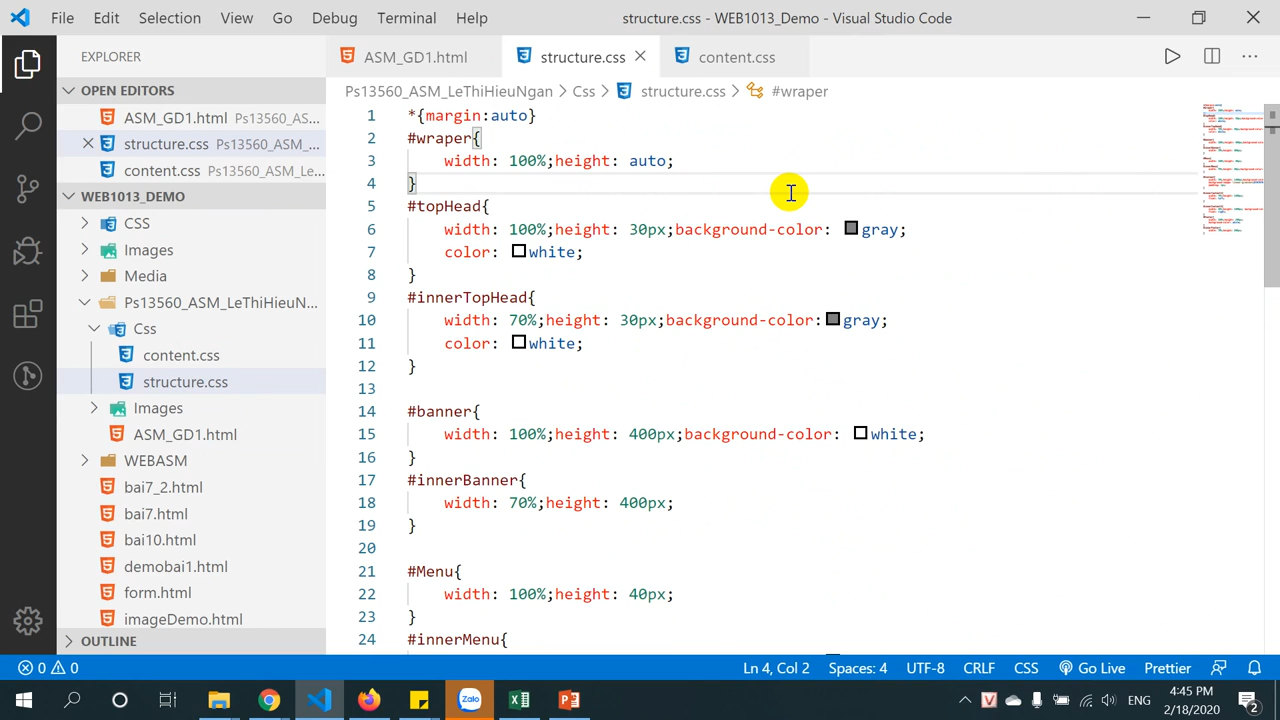 File Edit Selection View Go Debug Terminal Help structure.css - WEB1013_Demo - Visual Studio Code
EXPLORER
OPEN EDITORS
ASM_GD1.html Ps13560_AS...
structure.css Ps13560_ASM_...
content.css Ps13560_ASM_Le...
WEB1013_DEMO
CSS
Images
Media
Ps13560_ASM_LeThiHieuN...
Css
content.css
structure.css
Images
ASM_GD1.html
WEBASM
bai7_2.html
bai7.html
bai10.html
demobai1.html
form.html
imageDemo.html
OUTLINE
ASM_GD1.html structure.css content.css
Ps13560_ASM_LeThiHieuNgan > Css > structure.css > #wraper
1 *{margin:auto}
2 #wraper{
3 width: 100%;height: auto;
4 }
5 #topHead{
6 width: 100%;height: 30px;background-color: gray;
7 color: white;
8 }
9 #innerTopHead{
10 width: 70%;height: 30px;background-color: gray;
11 color: white;
12 }
13
14 #banner{
15 width: 100%;height: 400px;background-color: white;
16 }
17 #innerBanner{
18 width: 70%;height: 400px;
19 }
20
21 #Menu{
22 width: 100%;height: 40px;
23 }
24 #innerMenu{
0 0 Ln 4, Col 2 Spaces: 4 UTF-8 CRLF CSS Go Live Prettier
Zalo ENG 4:45 PM
2/18/2020 2